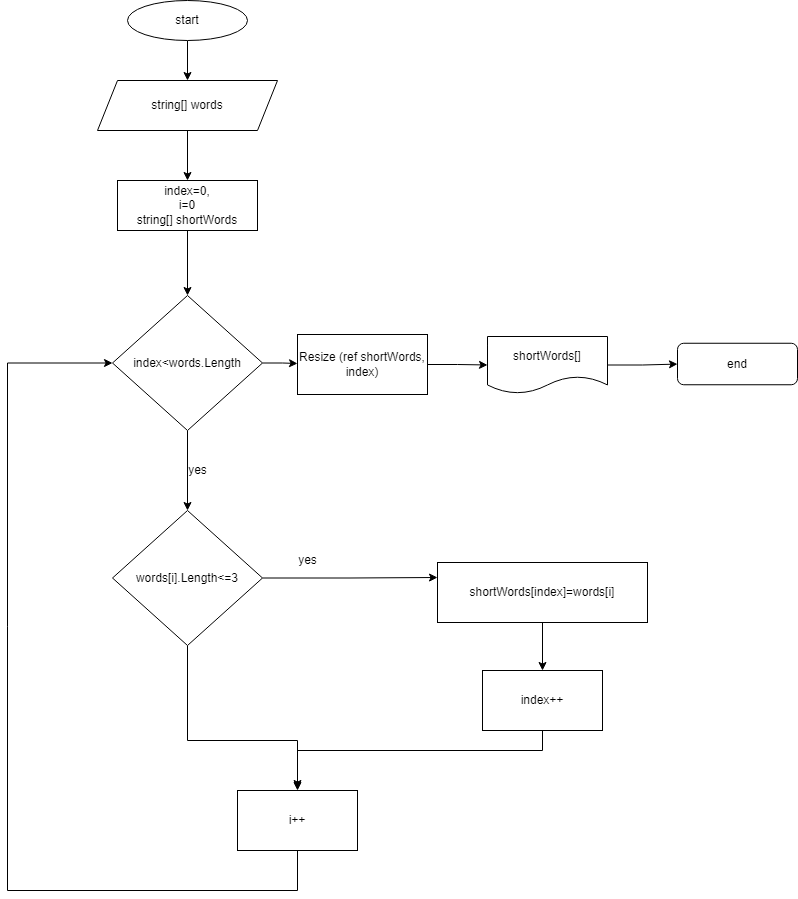 start
string[] words
index=0,
i=0
string[] shortWords
index<words.Length
Resize (ref shortWords,
index)
shortWords[]
end
yes
words[i].Length<=3
yes
shortWords[index]=words[i]
index++
i++